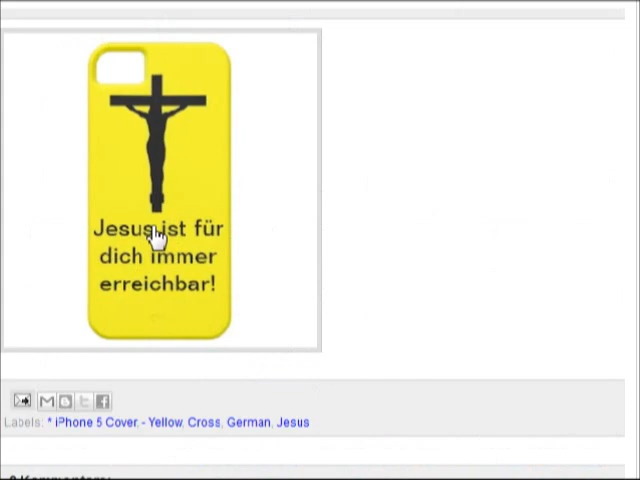 Jesus ist für
dich immer
erreichbar!
Labels: * iPhone 5 Cover, - Yellow, Cross, German, Jesus